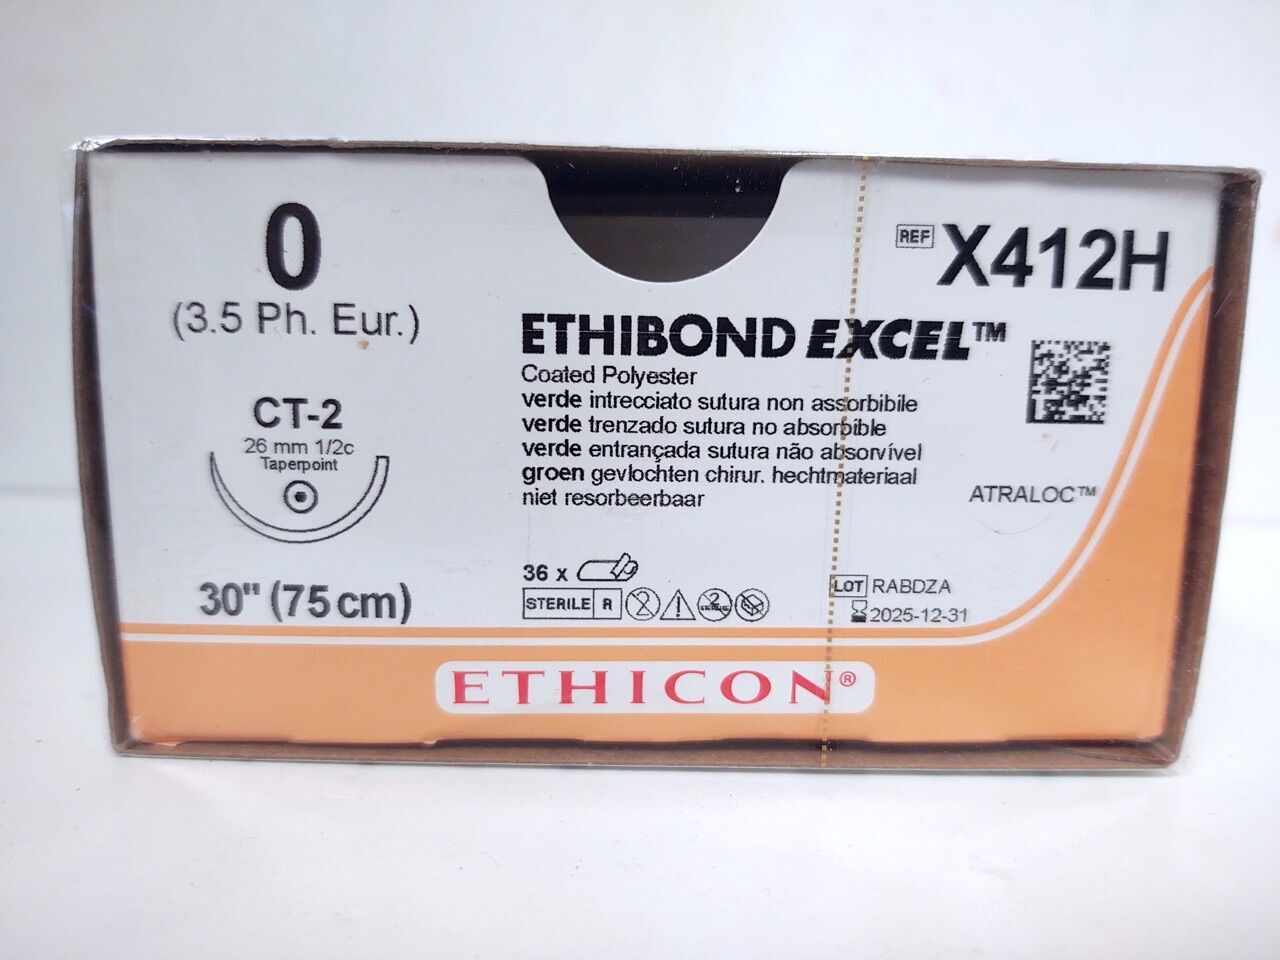 0
(3.5 Ph. Eur.)
CT-2
26 mm 1/2c
Taperpoint
30" (75 cm)
REF X412H
ETHIBOND EXCEL™
Coated Polyester
verde intrecciato sutura non assorbibile
verde trenzado sutura no absorbible
verde entrançada sutura não absorvível
groen gevlochten chirur. hechtmateriaal
niet resorbeerbaar
ATRALOC™
36 x
STERILE R
2
LOT RABDZA
2025-12-31
ETHICON®